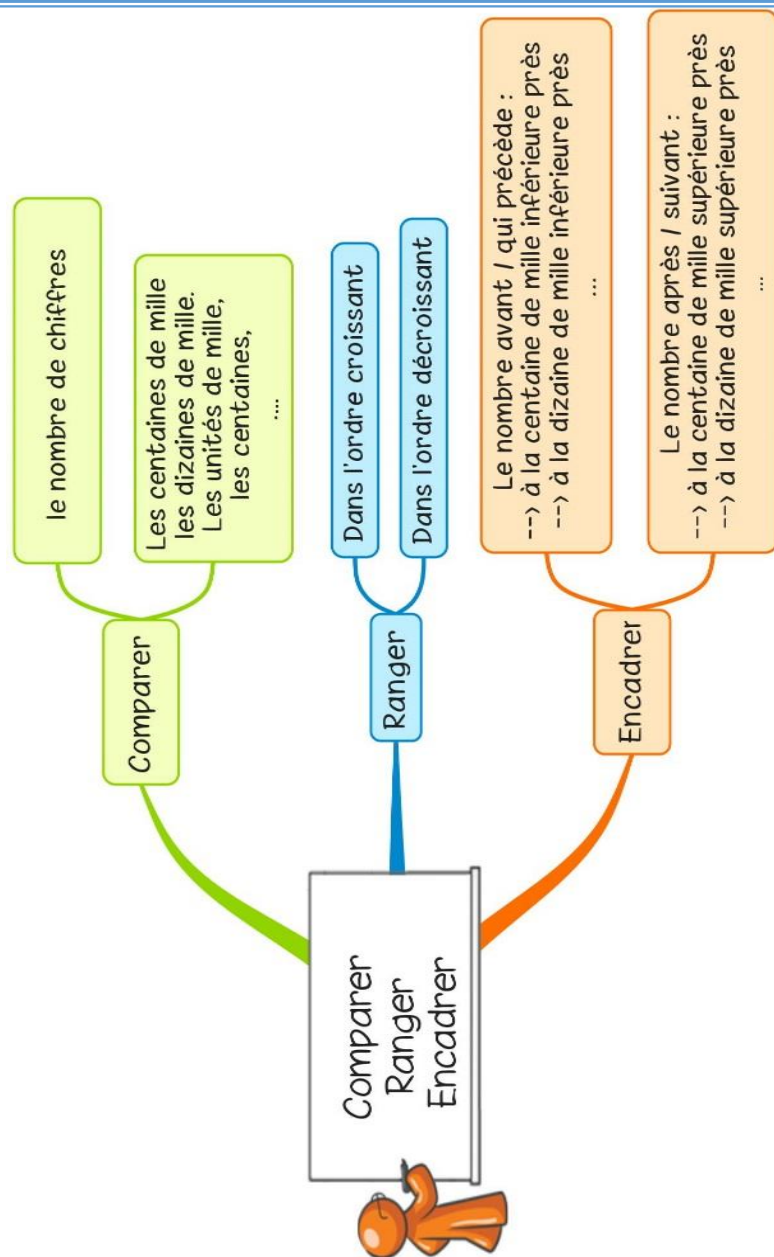 Comparer
Ranger
Encadrer
Comparer
le nombre de chiffres
Les centaines de mille
les dizaines de mille.
Les unités de mille,
les centaines,
....
Ranger
Dans l'ordre croissant
Dans l'ordre décroissant
Encadrer
Le nombre avant / qui précède :
--> à la centaine de mille inférieure près
--> à la dizaine de mille inférieure près
...
Le nombre après / suivant :
--> à la centaine de mille supérieure près
--> à la dizaine de mille supérieure près
...